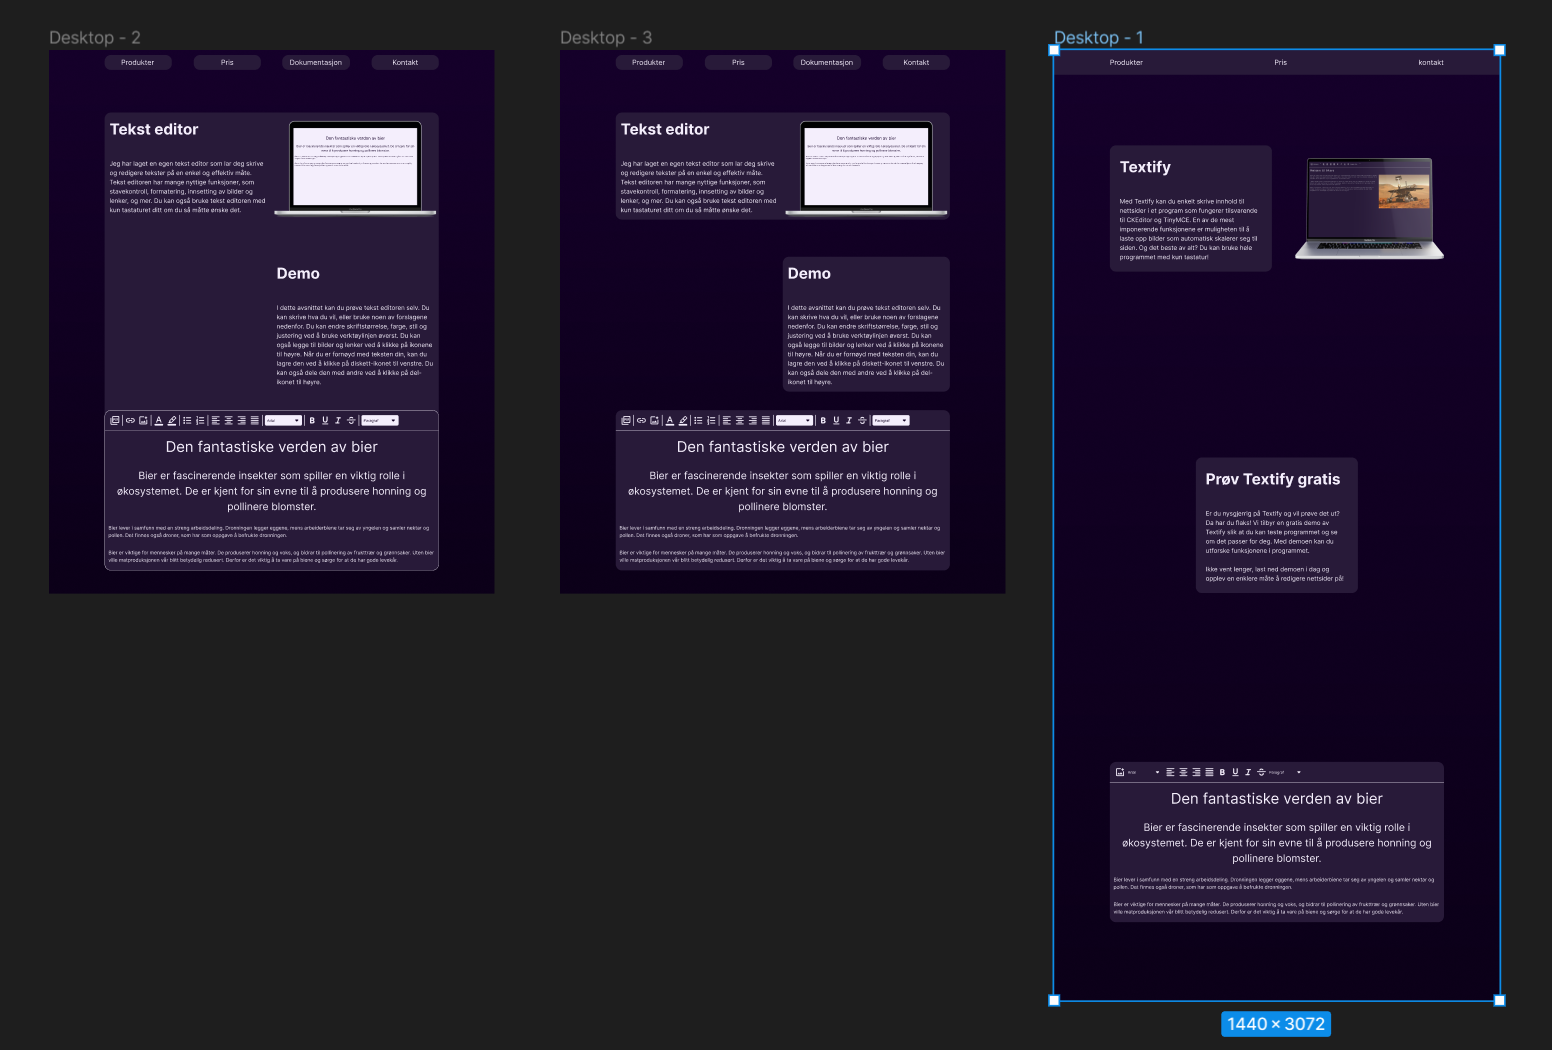 Desktop - 2
Produkter
Pris
Dokumentasjon
Kontakt
Tekst editor
Jeg har laget en egen tekst editor som lar deg skrive
og redigere tekster på en enkel og effektiv måte.
Tekst editoren har mange nyttige funksjoner, som
stavekontroll, formatering, innsetting av bilder og
lenker, og mer. Du kan også bruke tekst editoren med
kun tastaturet ditt om du så måtte ønske det.
Den fantastiske verden av bier
Demo
I dette avsnittet kan du prøve tekst editoren selv. Du
kan skrive hva du vil, eller bruke noen av forslagene
nedenfor. Du kan endre skriftstørrelse, farge, stil og
justering ved å bruke verktøylinjen øverst. Du kan
også legge til bilder og lenker ved å klikke på ikonene
til høyre. Når du er fornøyd med teksten din, kan du
lagre den ved å klikke på diskett-ikonet til venstre. Du
kan også dele den med andre ved å klikke på del-
ikonet til høyre.
Arial
Paragraf
Den fantastiske verden av bier
Bier er fascinerende insekter som spiller en viktig rolle i
økosystemet. De er kjent for sin evne til å produsere honning og
pollinere blomster.
Bier lever i samfunn med en streng arbeidsdeling. Dronningen legger eggene, mens arbeiderbiene tar seg av yngelen og samler nektar og
pollen. Det finnes også droner, som har som oppgave å befrukte dronningen.
Bier er viktige for mennesker på mange måter. De produserer honning og voks, og bidrar til pollinering av frukttrær og grønnsaker. Uten bier
ville matproduksjonen vår blitt betydelig redusert. Derfor er det viktig å ta vare på biene og sørge for at de har gode levekår.
Desktop - 3
Produkter
Pris
Dokumentasjon
Kontakt
Tekst editor
Jeg har laget en egen tekst editor som lar deg skrive
og redigere tekster på en enkel og effektiv måte.
Tekst editoren har mange nyttige funksjoner, som
stavekontroll, formatering, innsetting av bilder og
lenker, og mer. Du kan også bruke tekst editoren med
kun tastaturet ditt om du så måtte ønske det.
Den fantastiske verden av bier
Demo
I dette avsnittet kan du prøve tekst editoren selv. Du
kan skrive hva du vil, eller bruke noen av forslagene
nedenfor. Du kan endre skriftstørrelse, farge, stil og
justering ved å bruke verktøylinjen øverst. Du kan
også legge til bilder og lenker ved å klikke på ikonene
til høyre. Når du er fornøyd med teksten din, kan du
lagre den ved å klikke på diskett-ikonet til venstre. Du
kan også dele den med andre ved å klikke på del-
ikonet til høyre.
Arial
Paragraf
Den fantastiske verden av bier
Bier er fascinerende insekter som spiller en viktig rolle i
økosystemet. De er kjent for sin evne til å produsere honning og
pollinere blomster.
Bier lever i samfunn med en streng arbeidsdeling. Dronningen legger eggene, mens arbeiderbiene tar seg av yngelen og samler nektar og
pollen. Det finnes også droner, som har som oppgave å befrukte dronningen.
Bier er viktige for mennesker på mange måter. De produserer honning og voks, og bidrar til pollinering av frukttrær og grønnsaker. Uten bier
ville matproduksjonen vår blitt betydelig redusert. Derfor er det viktig å ta vare på biene og sørge for at de har gode levekår.
Desktop - 1
Produkter
Pris
kontakt
Textify
Med Textify kan du enkelt skrive innhold til
nettsider i et program som fungerer tilsvarende
til CKEditor og TinyMCE. En av de mest
imponerende funksjonene er muligheten til å
laste opp bilder som automatisk skalerer seg til
siden. Og det beste av alt? Du kan bruke hele
programmet med kun tastatur!
Prøv Textify gratis
Er du nysgjerrig på Textify og vil prøve det ut?
Da har du flaks! Vi tilbyr en gratis demo av
Textify slik at du kan teste programmet og se
om det passer for deg. Med demoen kan du
utforske funksjonene i programmet.
Ikke vent lenger, last ned demoen i dag og
opplev en enklere måte å redigere nettsider på!
Arial
Paragraf
Den fantastiske verden av bier
Bier er fascinerende insekter som spiller en viktig rolle i
økosystemet. De er kjent for sin evne til å produsere honning og
pollinere blomster.
Bier lever i samfunn med en streng arbeidsdeling. Dronningen legger eggene, mens arbeiderbiene tar seg av yngelen og samler nektar og
pollen. Det finnes også droner, som har som oppgave å befrukte dronningen.
Bier er viktige for mennesker på mange måter. De produserer honning og voks, og bidrar til pollinering av frukttrær og grønnsaker. Uten bier
ville matproduksjonen vår blitt betydelig redusert. Derfor er det viktig å ta vare på biene og sørge for at de har gode levekår.
1440 × 3072